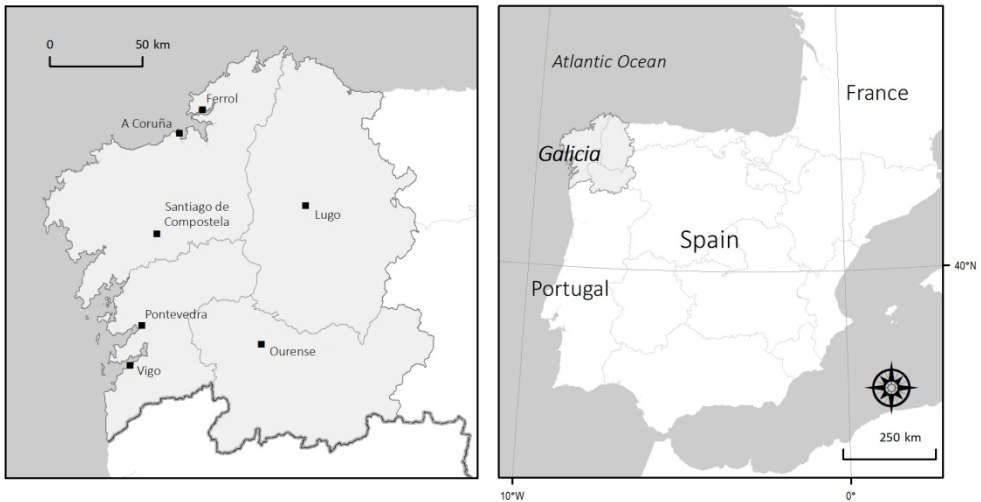 0 50 km
Ferrol
A Coruña
Santiago de
Compostela
Lugo
Pontevedra
Ourense
Vigo
Atlantic Ocean
France
Galicia
Spain
40°N
Portugal
250 km
10°W 0°